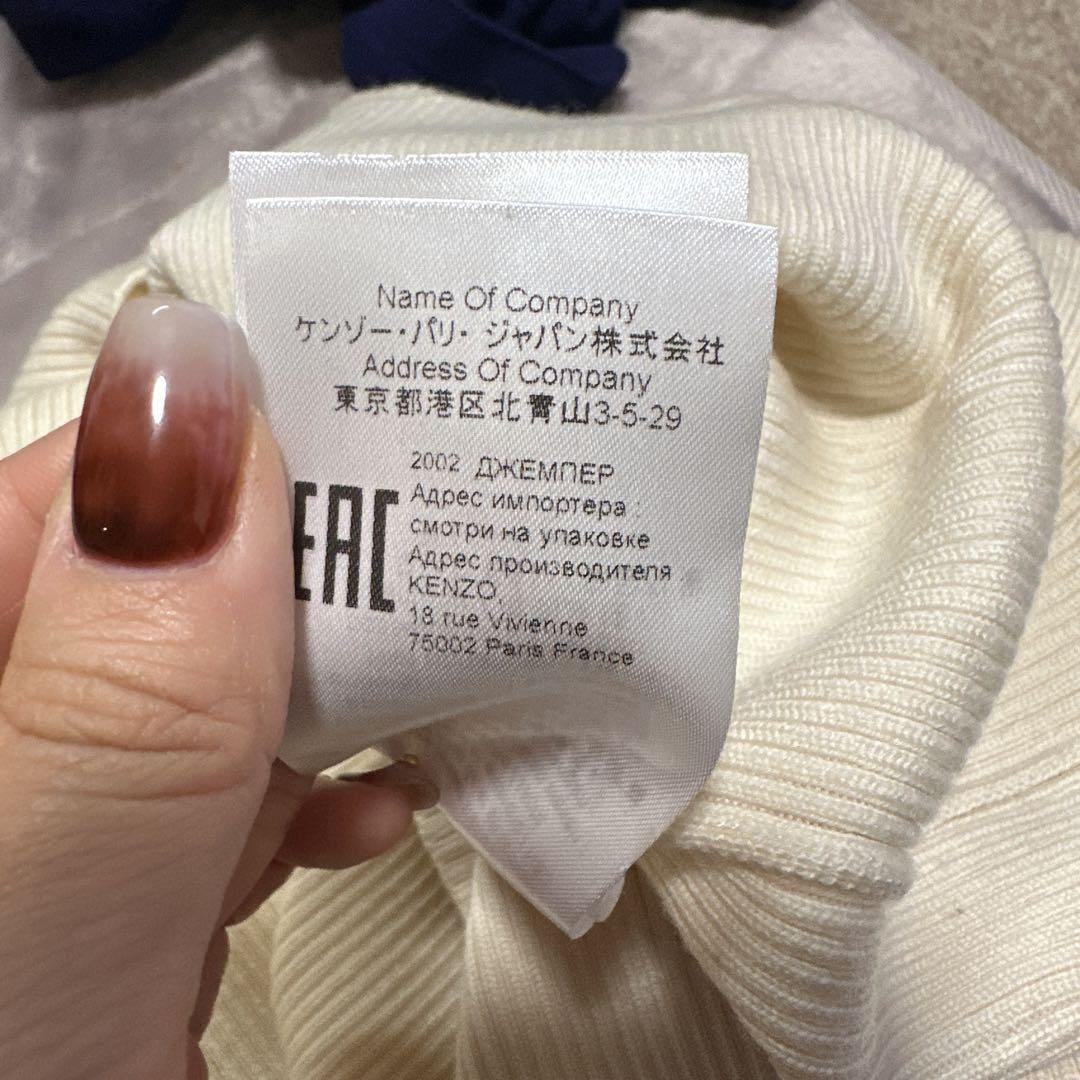 Name Of Company
ケンゾー・パリ・ジャパン株式会社
Address Of Company
東京都港区北青山3-5-29
2002 ДЖЕМПЕР
Адрес импортера :
смотри на упаковке
EAC
Адрес производителя :
KENZO,
18 rue Vivienne
75002 Paris France